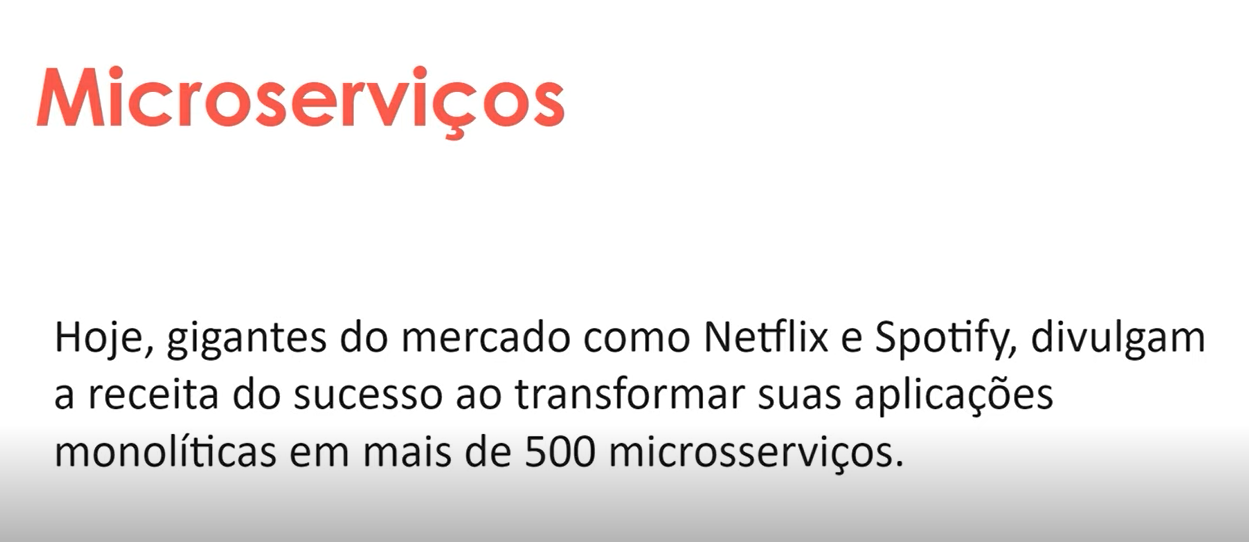 Microserviços
Hoje, gigantes do mercado como Netflix e Spotify, divulgam
a receita do sucesso ao transformar suas aplicações
monolíticas em mais de 500 microsserviços.